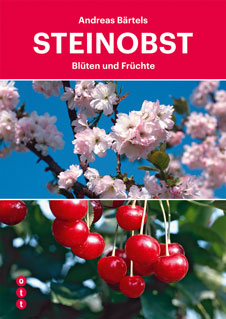 Andreas Bärtels
STEINOBST
Blüten und Früchte
ott